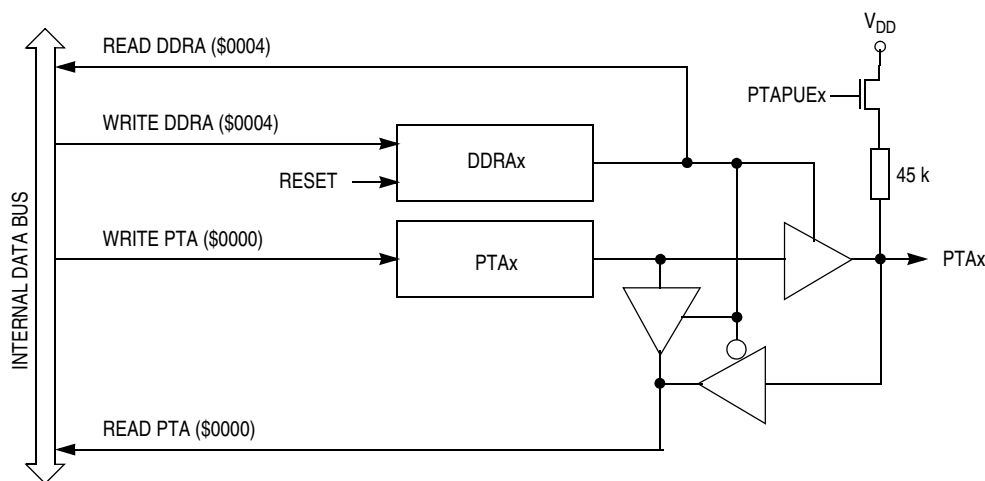 V_DD
READ DDRA ($0004)
PTAPUEx
WRITE DDRA ($0004)
DDRAx
RESET
45 k
INTERNAL DATA BUS
WRITE PTA ($0000)
PTAx
PTAx
READ PTA ($0000)